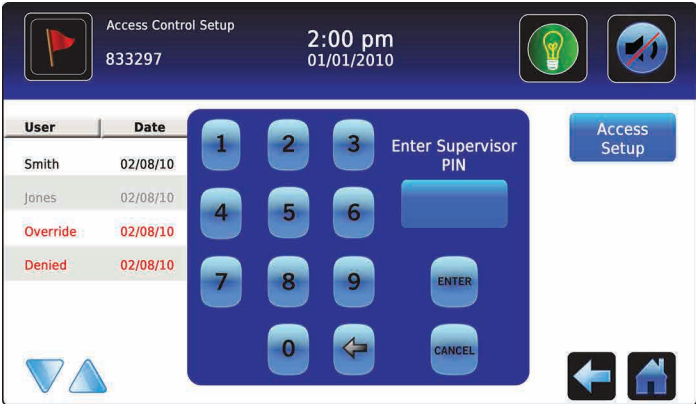 Access Control Setup
833297
2:00 pm
01/01/2010
User Date
Smith 02/08/10
Jones 02/08/10
Override 02/08/10
Denied 02/08/10
1 2 3
4 5 6
7 8 9
0
Enter Supervisor
PIN
ENTER
CANCEL
Access
Setup